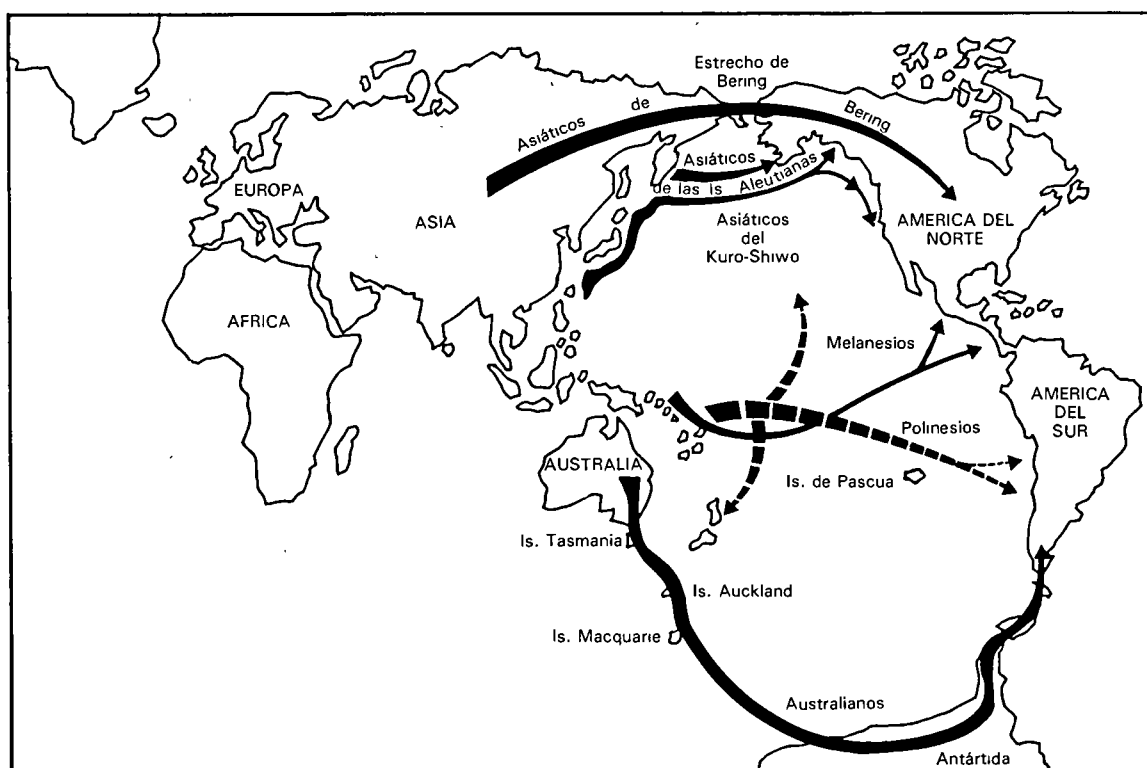 Estrecho de
Bering
Asiáticos de Bering
Asiáticos
de las is Aleutianas
EUROPA
ASIA
Asiáticos
del
Kuro-Shiwo
AMERICA DEL
NORTE
AFRICA
Melanesios
AMERICA
DEL
SUR
Polinesios
AUSTRALIA
Is. de Pascua
Is. Tasmania
Is. Auckland
Is. Macquarie
Australianos
Antártida